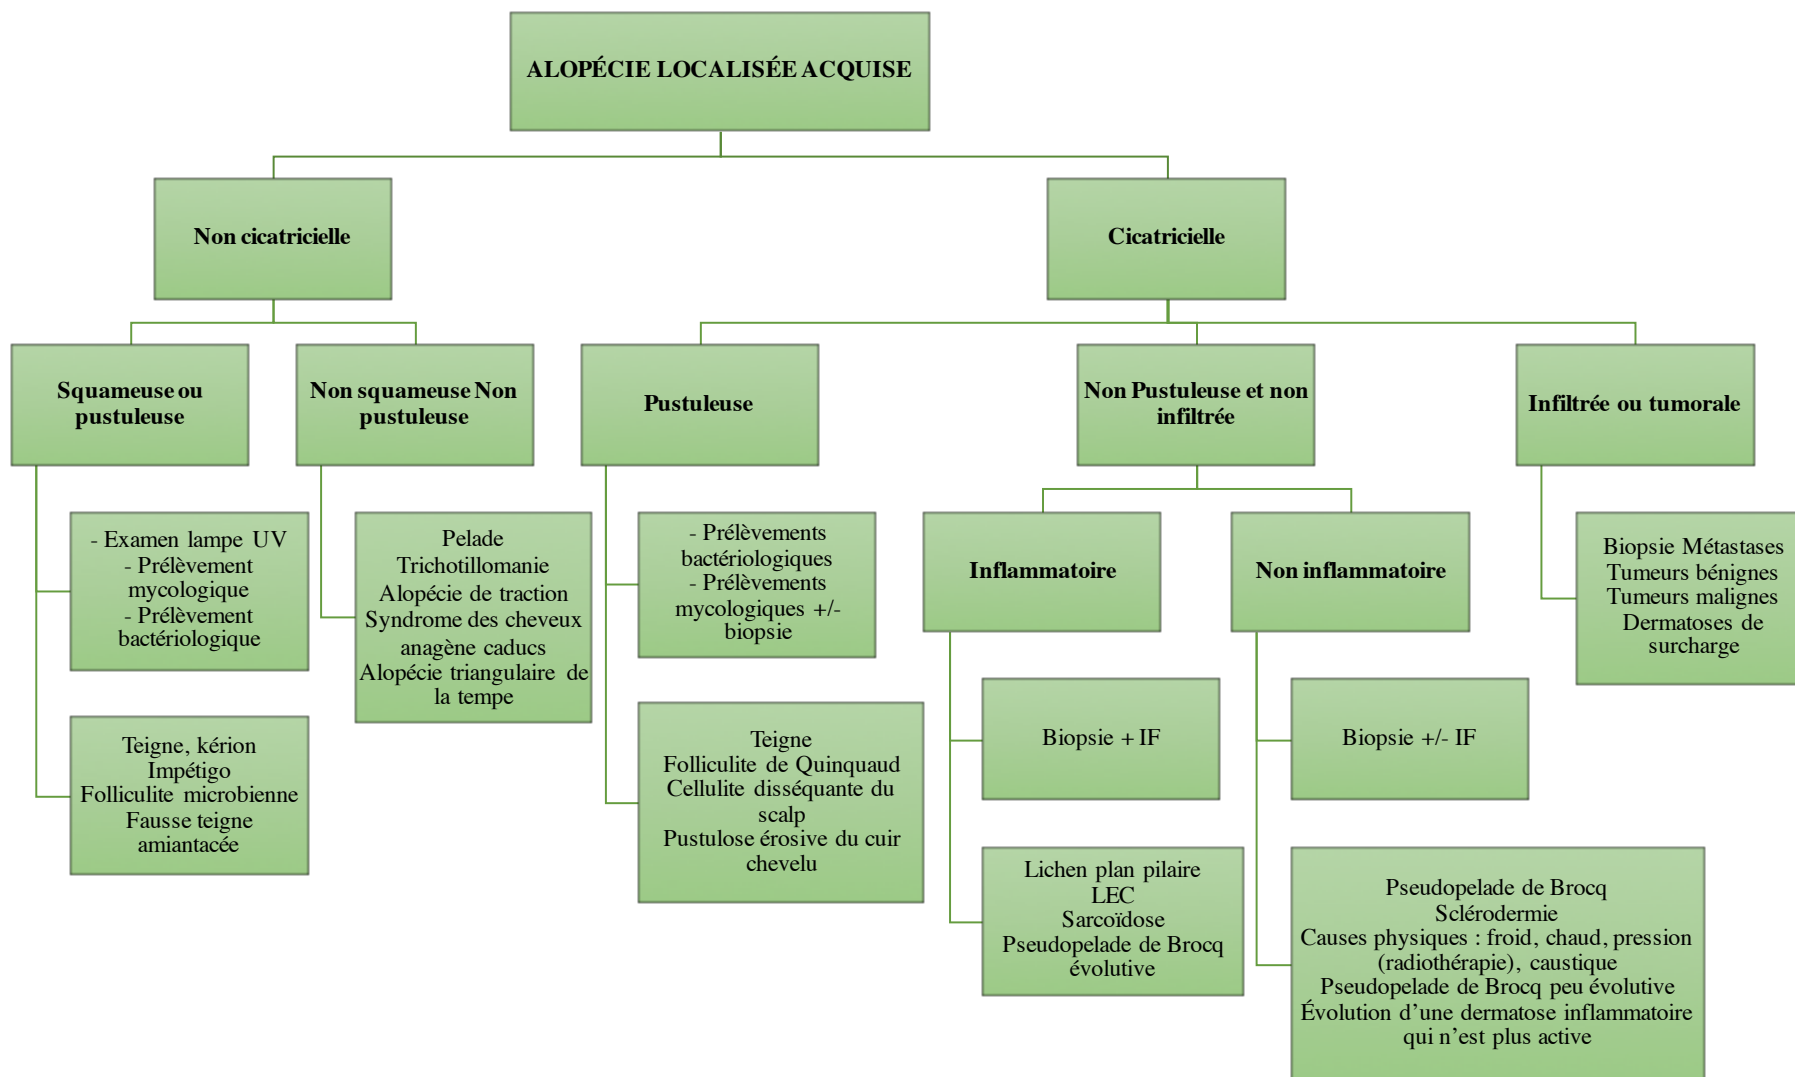 ALOPÉCIE LOCALISÉE ACQUISE
Non cicatricielle
Cicatricielle
Squameuse ou
pustuleuse
Non squameuse Non
pustuleuse
Pustuleuse
Non Pustuleuse et non
infiltrée
Infiltrée ou tumorale
- Examen lampe UV
- Prélèvement
mycologique
- Prélèvement
bactériologique
Teigne, kérion
Impétigo
Folliculite microbienne
Fausse teigne
amiantacée
Pelade
Trichotillomanie
Alopécie de traction
Syndrome des cheveux
anagène caducs
Alopécie triangulaire de
la tempe
- Prélèvements
bactériologiques
- Prélèvements
mycologiques +/-
biopsie
Teigne
Folliculite de Quinquaud
Cellulite disséquante du
scalp
Pustulose érosive du cuir
chevelu
Inflammatoire
Biopsie + IF
Lichen plan pilaire
LEC
Sarcoïdose
Pseudopelade de Brocq
évolutive
Non inflammatoire
Biopsie +/- IF
Pseudopelade de Brocq
Sclérodermie
Causes physiques : froid, chaud, pression
(radiothérapie), caustique
Pseudopelade de Brocq peu évolutive
Évolution d’une dermatose inflammatoire
qui n’est plus active
Biopsie Métastases
Tumeurs bénignes
Tumeurs malignes
Dermatoses de
surcharge